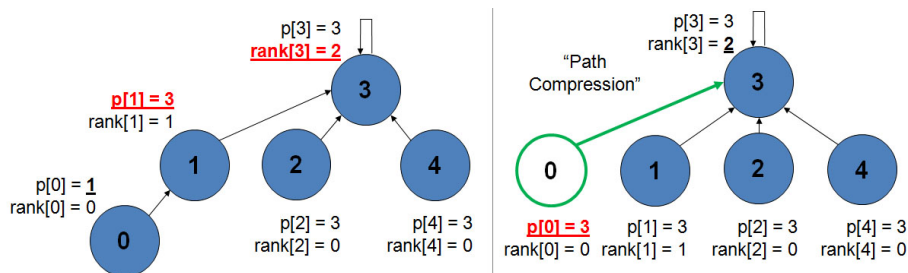 p[3] = 3
rank[3] = 2
3
p[1] = 3
rank[1] = 1
1
2
4
p[0] = 1
rank[0] = 0
0
p[2] = 3
rank[2] = 0
p[4] = 3
rank[4] = 0
p[3] = 3
rank[3] = 2
"Path
Compression"
3
0
1
2
4
p[0] = 3
rank[0] = 0
p[1] = 3
rank[1] = 1
p[2] = 3
rank[2] = 0
p[4] = 3
rank[4] = 0